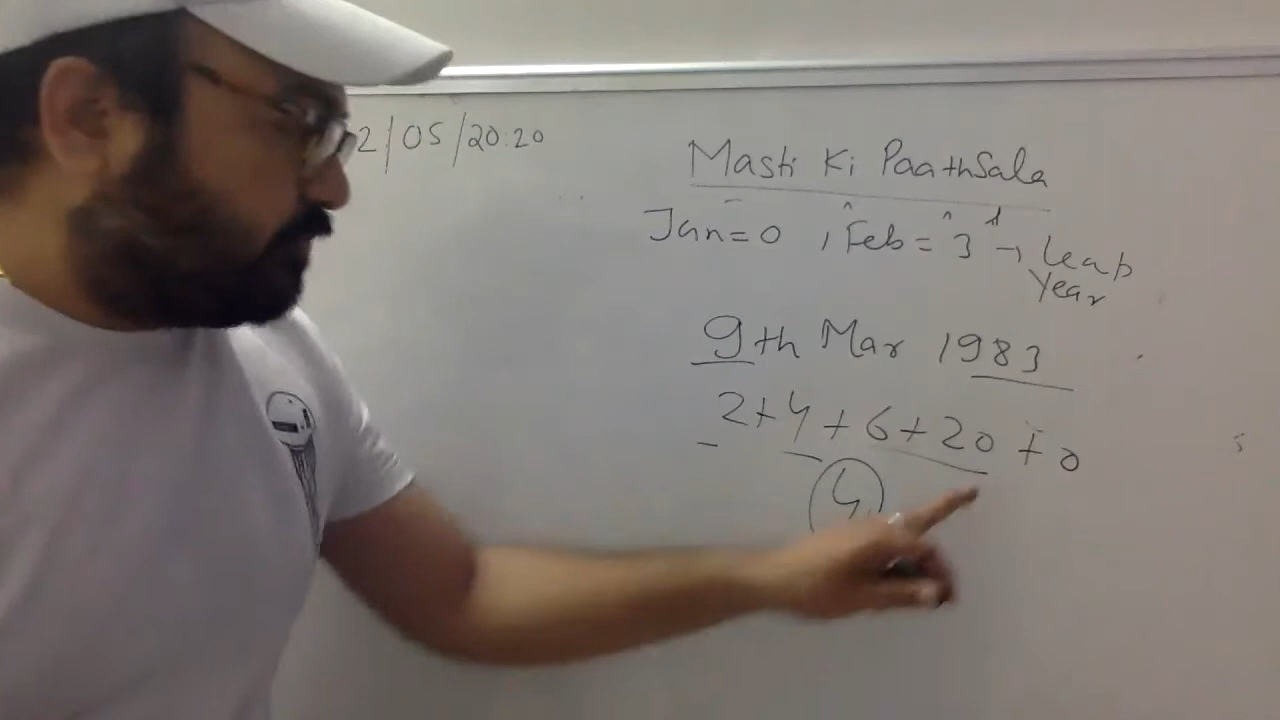 2/05/20.20
Masti Ki PaathSala
Jan=0 , Feb = 3 → Leap
Year
9th Mar 1983
2+4+6+20+0
4